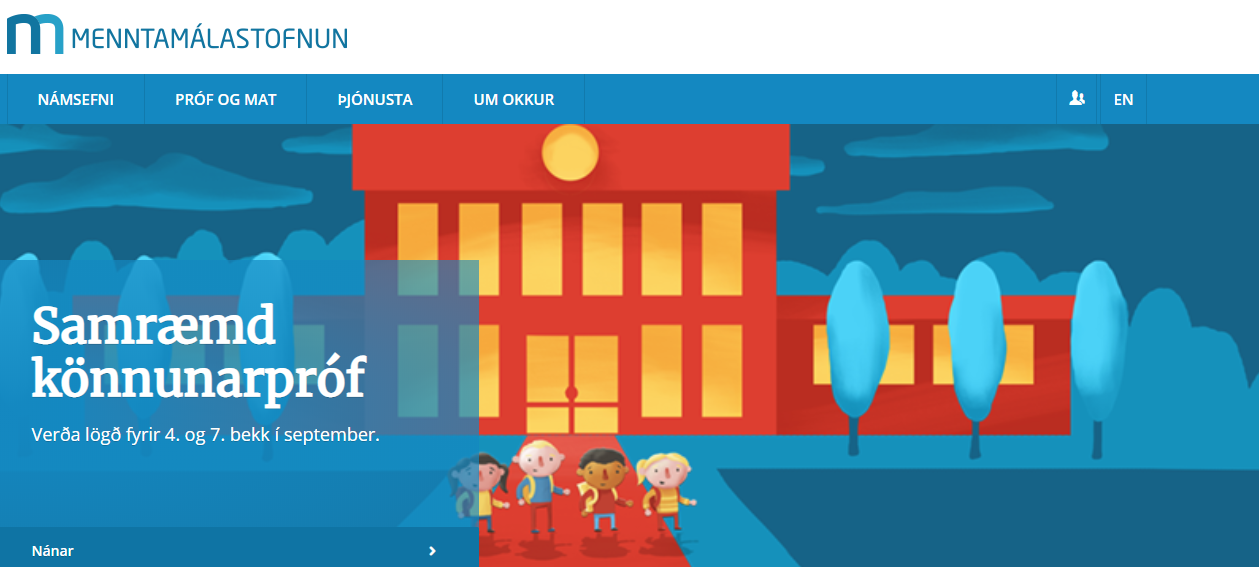 MENNTAMÁLASTOFNUN
NÁMSEFNI PRÓF OG MAT ÞJÓNUSTA UM OKKUR EN
Samræmd
könnunarpróf
Verða lögð fyrir 4. og 7. bekk í september.
Nánar